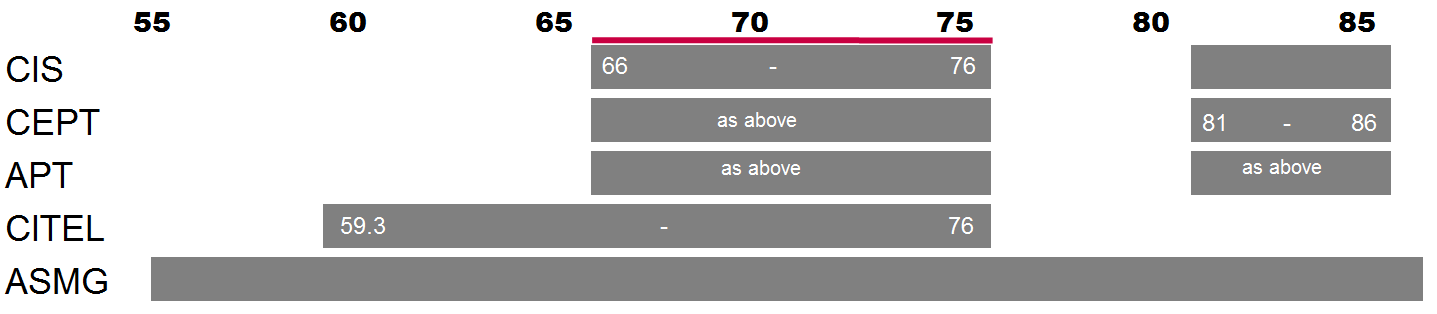 55 60 65 70 75 80 85
CIS 66 - 76
CEPT as above 81 - 86
APT as above as above
CITEL 59.3 - 76
ASMG